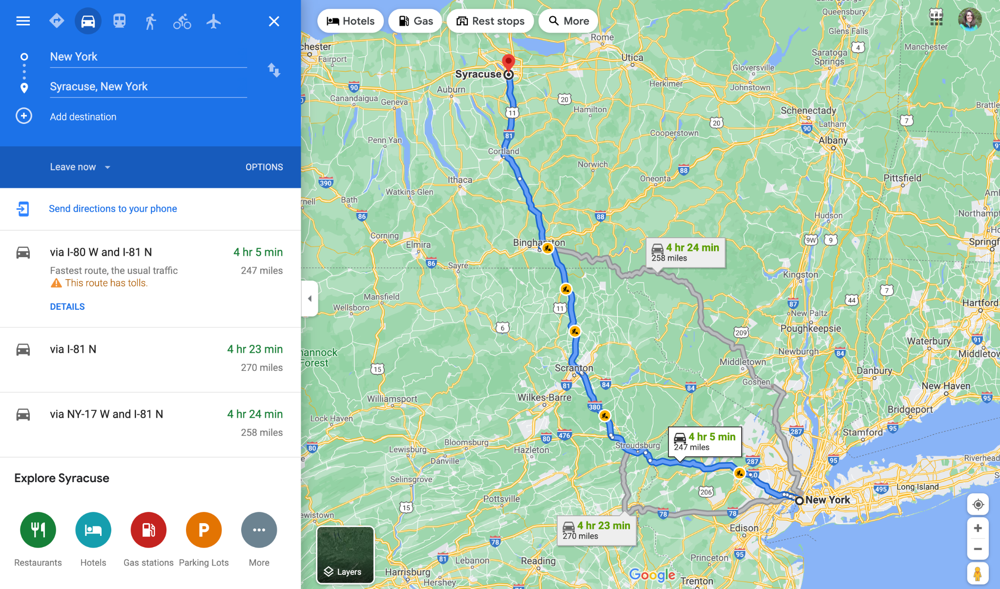 New York
Syracuse, New York
Add destination
Leave now
OPTIONS
Send directions to your phone
via I-80 W and I-81 N
4 hr 5 min
Fastest route, the usual traffic
247 miles
This route has tolls.
DETAILS
via I-81 N
4 hr 23 min
270 miles
via NY-17 W and I-81 N
4 hr 24 min
258 miles
Explore Syracuse
P
Restaurants
Hotels
Gas stations
Parking Lots
More
Hotels
Gas
Rest stops
More
Queensbury
Glens Falls
Rome
chester
Fairport
Utica
Saratoga
Springs
4
Manchester
7
Gloversville
Syracuse
Herkimer
Johnstown
90
Auburn
Canandaigua
Geneva
20
Hamilton
11
Schenectady
Brattle
20
7
Latham
90
Cooperstown
81
Penn Yan
Albany
Cortland
Norwich
88
Pittsfield
390
Ithaca
Oneonta
Watkins Glen
Bath
86
88
Hudson
Northampt
Corning
Elmira
Binghamton
9W
9
Springf
4 hr 24 min
258 miles
86
Sayre
Kingston
7
Mansfield
87
44
Hartford
Wellsboro
11
New Paltz
6
209
Poughkeepsie
Waterbury
91
hannock
Forest
Newburgh
84
Middletow
15
Scranton
Middletown
Danbury
81
84
84
Goshen
New Haven
95
Williamsport
Wilkes-Barre
380
Bridgeport
Lock Haven
287
Stamford
95
80
80
476
4 hr 5 min
247 miles
Bloomsburg
Stroudsburg
Lewisburg
Hazleton
Danville
287
95
Riverhead
Selinsgrove
206
495
Long Island
Pottsville
New York
15
ewistown
78
78
4 hr 23 min
270 miles
Edison
78
Layers
81
Lebanon
Reading
Princeton
95
Harrisburg
Hershey
Google
Trenton